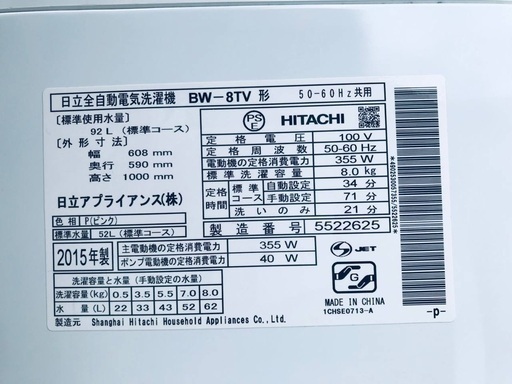 日立全自動電気洗濯機 BW-8TV 形 50-60Hz共用
[標準使用水量]
92L (標準コース)
[外形寸法]
幅 608 mm
奥行 590 mm
高さ 1000 mm
日立アプライアンス(株)
色相 P(ピンク)
標準水量 52L (標準コース)
PS E HITACHI
定格電圧 100 V
定格周波数 50-60 Hz
電動機の定格消費電力 355 W
標準洗濯容量 8.0 kg
定格時間 標準コース 自動設定 34 分
手動設定 71 分
洗いのみ 21 分
製造番号 5522625
2015年製
主電動機の定格消費電力 355 W
ポンプ電動機の定格消費電力 40 W
洗濯容量と水量 (手動設定の水量)
洗濯容量(kg) 0.5 3.5 5.5 7.0 8.0
水量(L) 22 33 43 52 62
製造元 Shanghai Hitachi Household Appliances Co., Ltd.
S JET
G
MADE IN CHINA
1CHSE0713-A
-p-